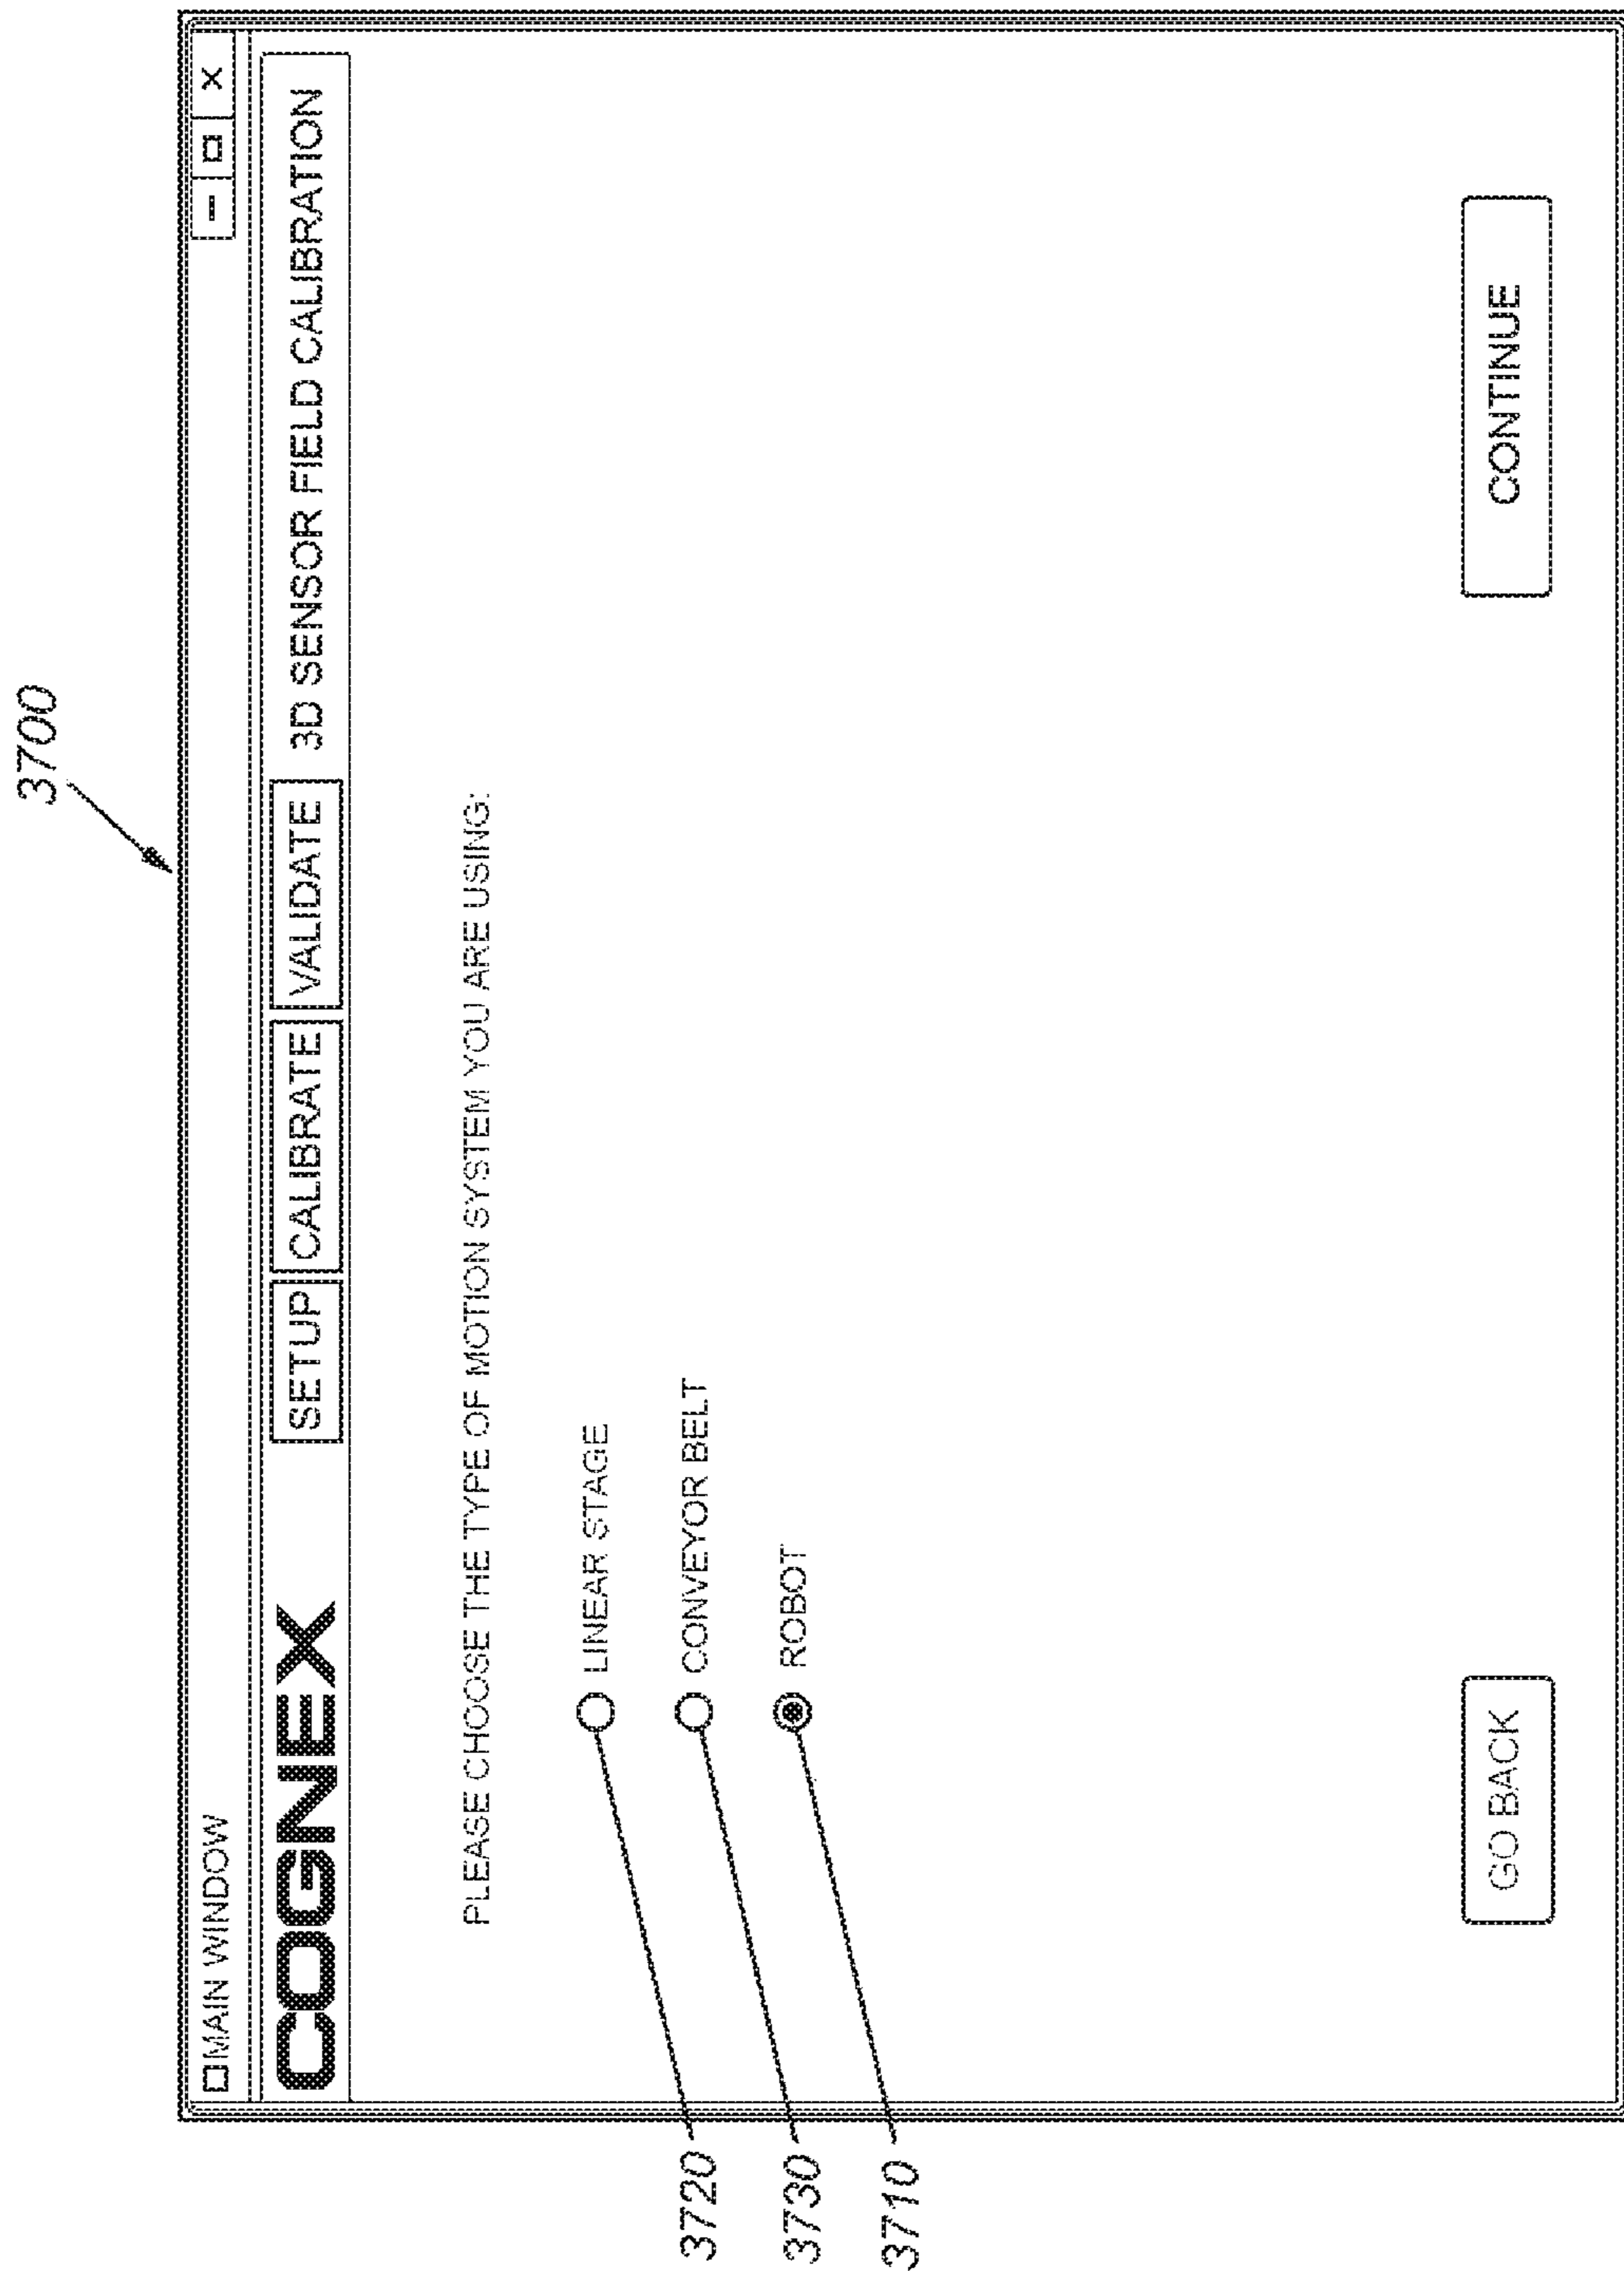 3700
MAIN WINDOW
COGNEX SETUP CALIBRATE VALIDATE 3D SENSOR FIELD CALIBRATION
PLEASE CHOOSE THE TYPE OF MOTION SYSTEM YOU ARE USING:
3720 LINEAR STAGE
3730 CONVEYOR BELT
3710 ROBOT
GO BACK CONTINUE